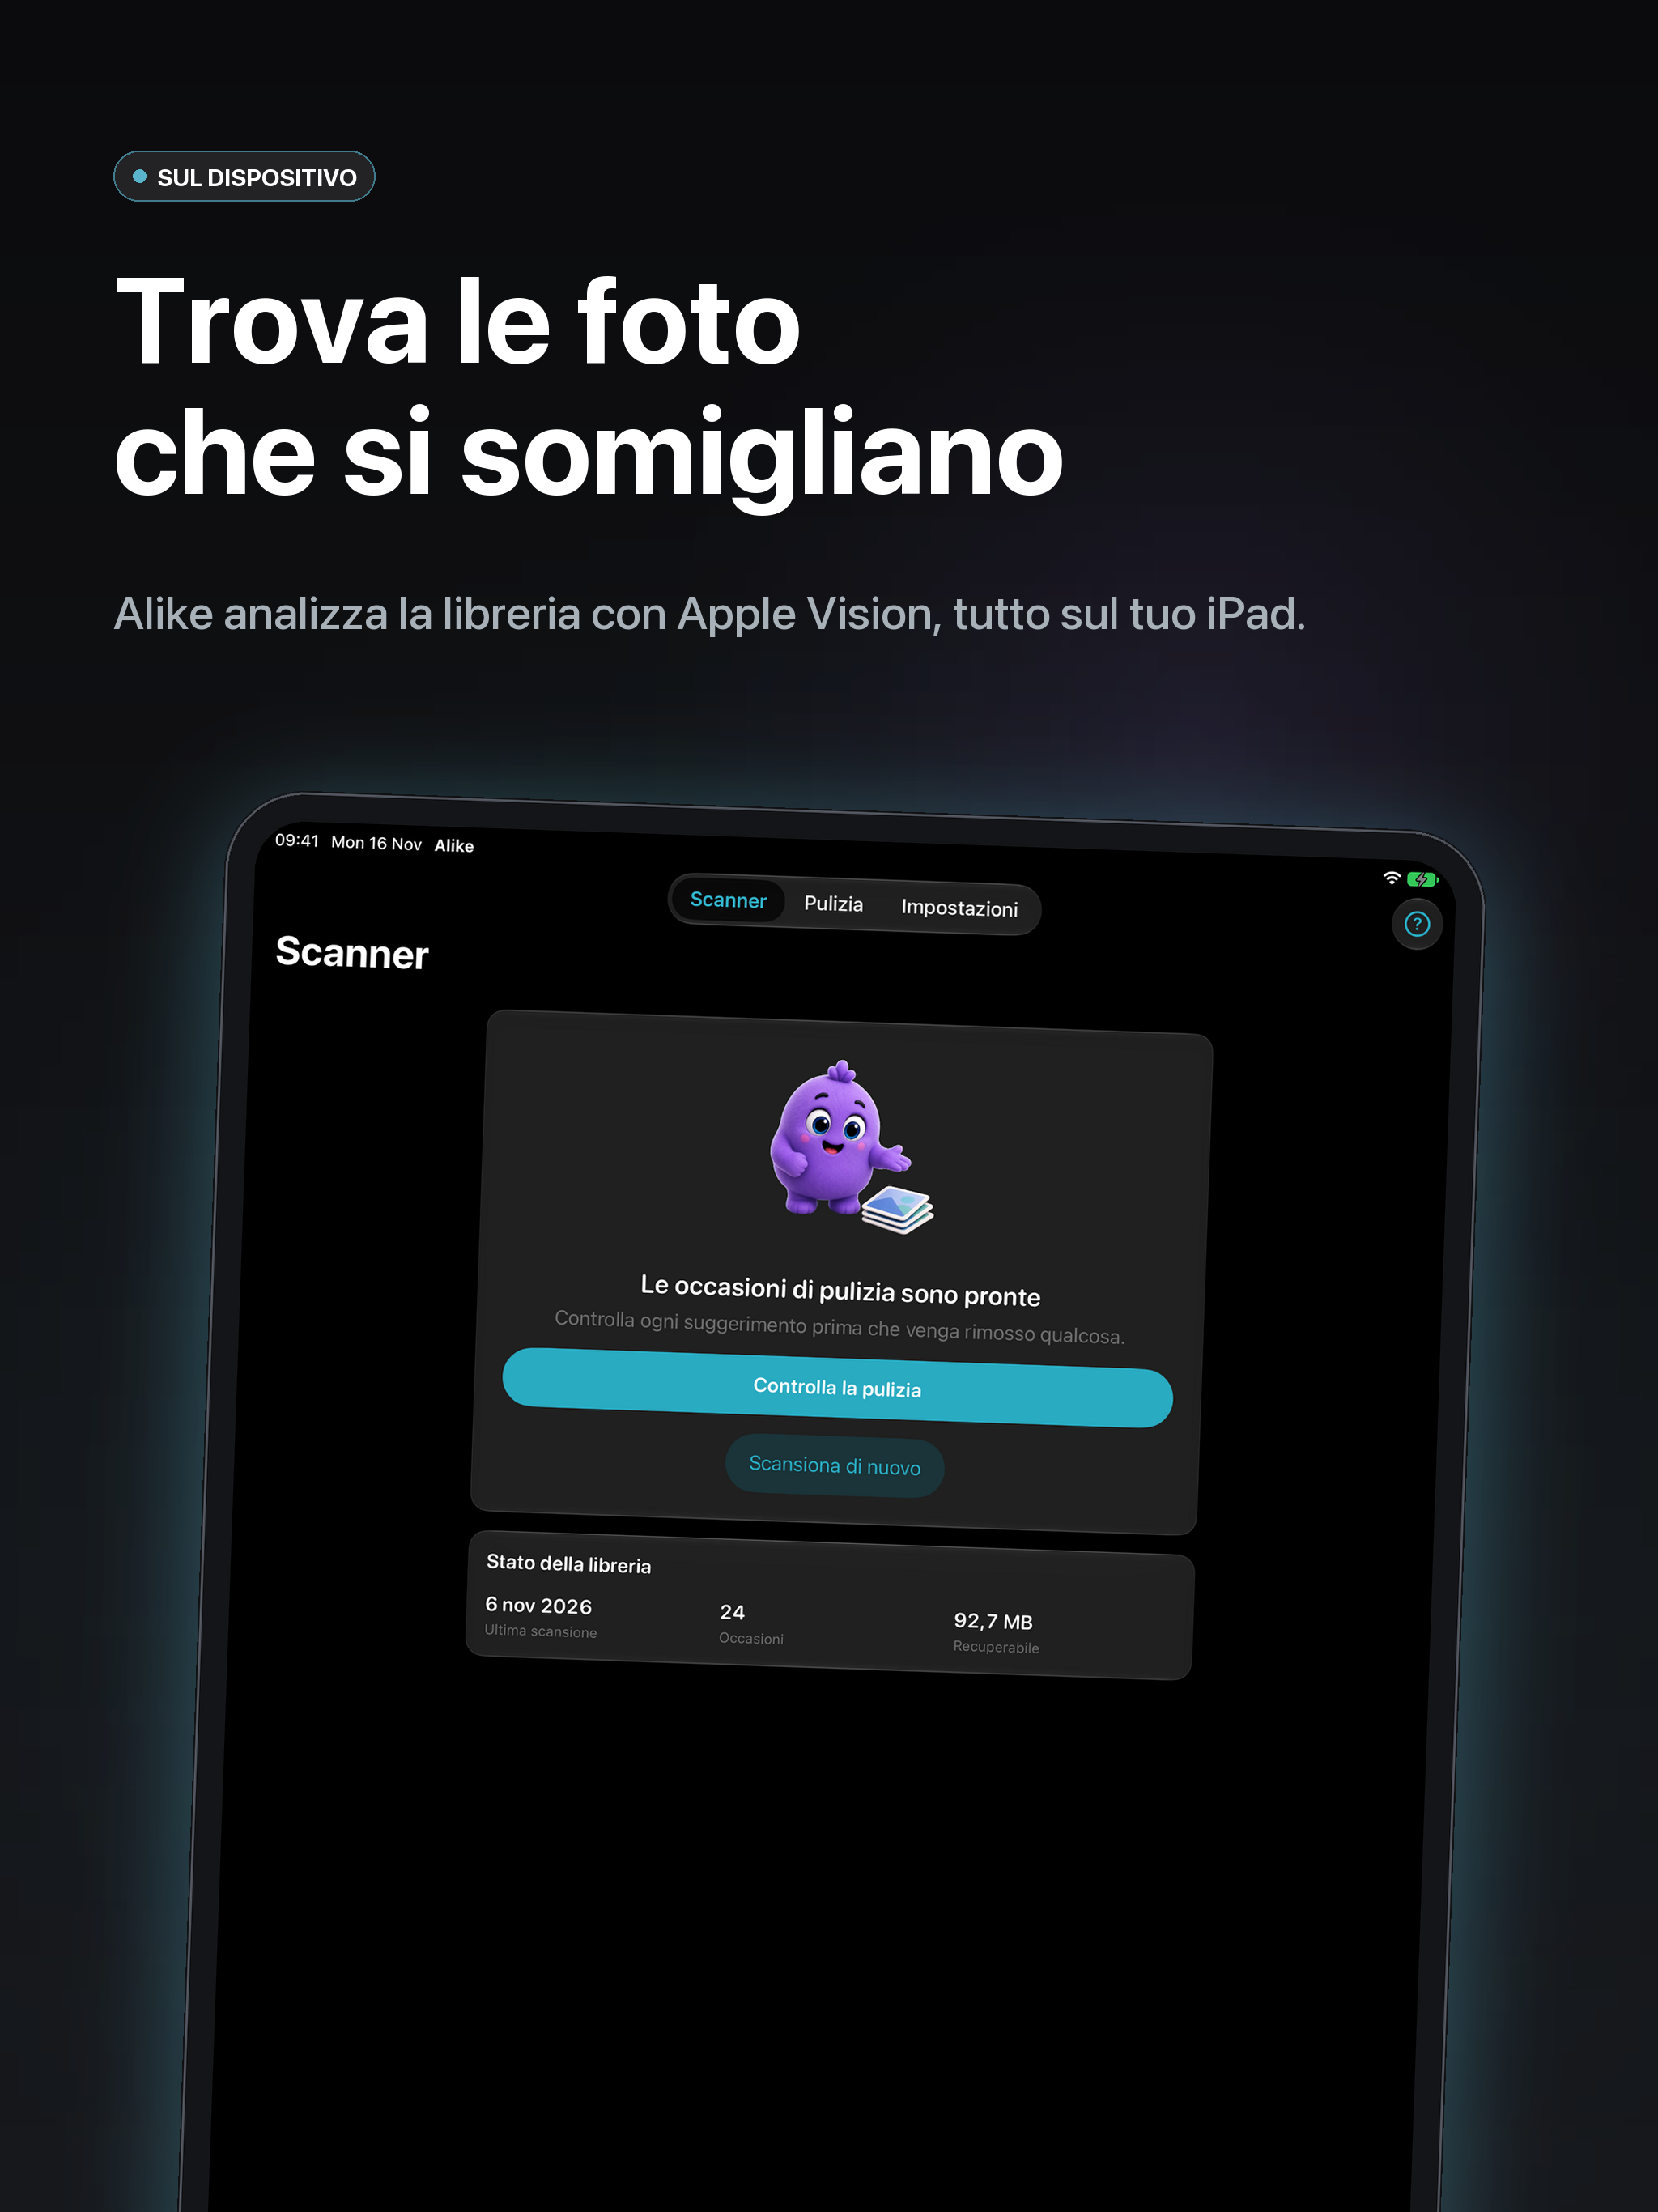 SUL DISPOSITIVO
Trova le foto
che si somigliano
Alike analizza la libreria con Apple Vision, tutto sul tuo iPad.
09:41 Mon 16 Nov Alike
Scanner Pulizia Impostazioni
?
Scanner
Le occasioni di pulizia sono pronte
Controlla ogni suggerimento prima che venga rimosso qualcosa.
Controlla la pulizia
Scansiona di nuovo
Stato della libreria
6 nov 2026 24 92,7 MB
Ultima scansione Occasioni Recuperabile